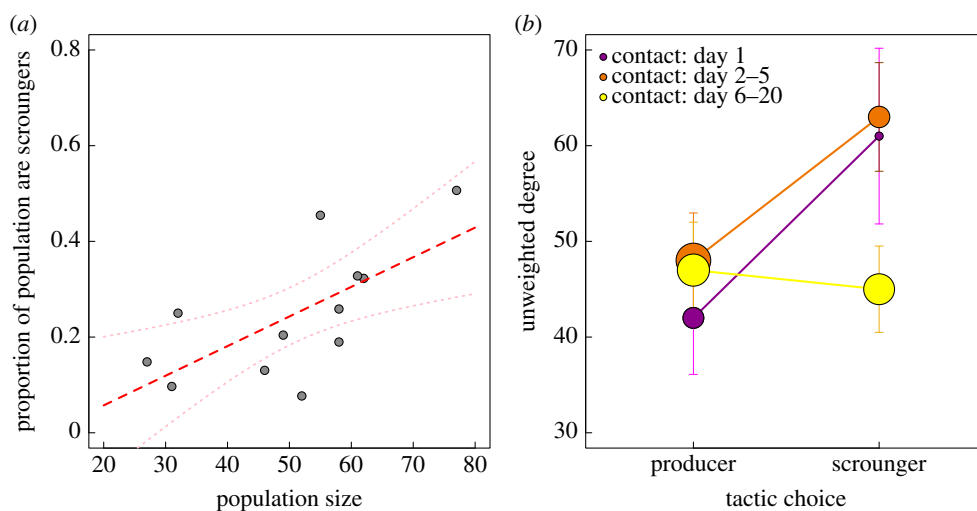 (a)
proportion of population are scroungers
0.8
0.6
0.4
0.2
0
20 30 40 50 60 70 80
population size
(b)
unweighted degree
70
60
50
40
30
contact: day 1
contact: day 2–5
contact: day 6–20
producer scrounger
tactic choice